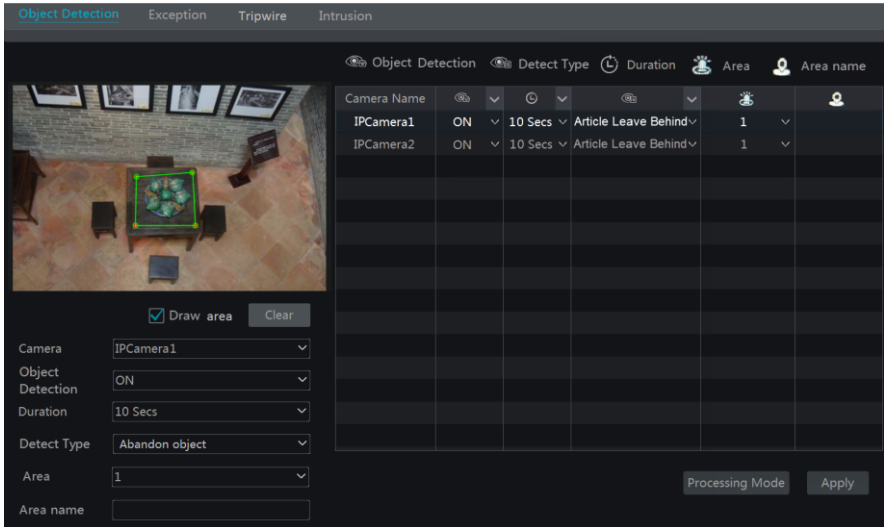 Object Detection Exception Tripwire Intrusion
Object Detection Detect Type Duration Area Area name
Camera Name
IPCamera1 ON 10 Secs Article Leave Behind 1
IPCamera2 ON 10 Secs Article Leave Behind 1
Draw area Clear
Camera IPCamera1
Object
Detection ON
Duration 10 Secs
Detect Type Abandon object
Area 1
Area name
Processing Mode Apply